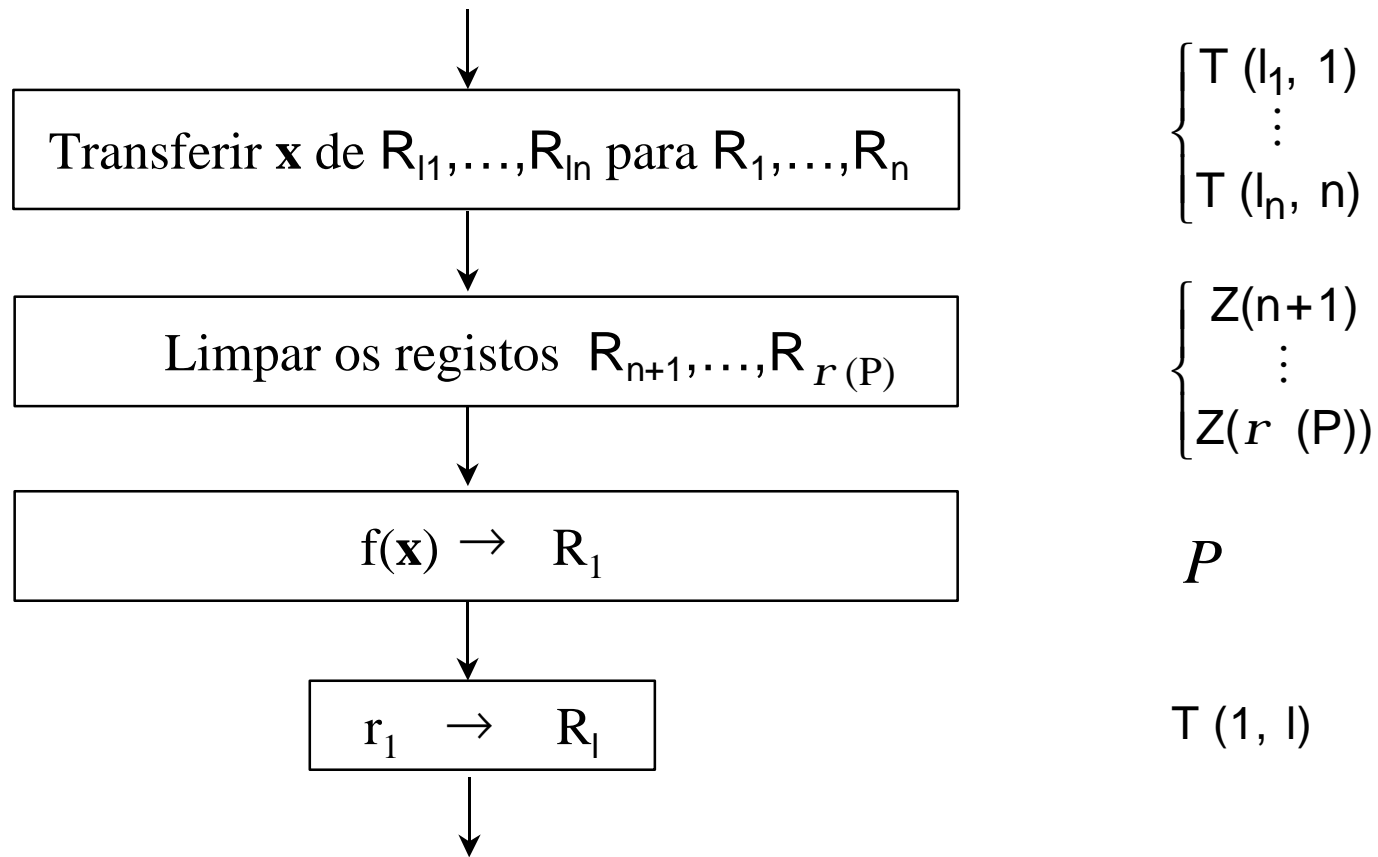 Transferir x de R_l1,…,R_ln para R_1,…,R_n
T (l_1, 1)
⋮
T (l_n, n)
Limpar os registos R_n+1,…,R_r (P)
Z(n+1)
⋮
Z(r (P))
f(x) → R_1
P
r_1 → R_l
T (1, l)